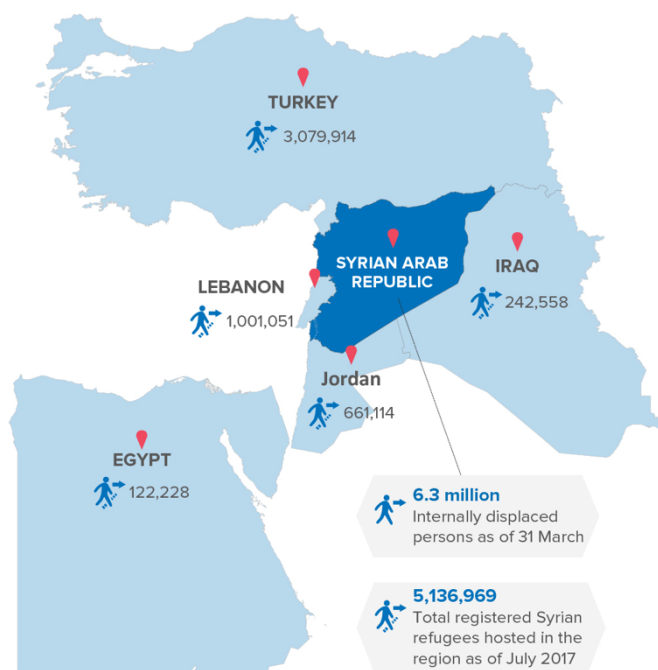 TURKEY
3,079,914
SYRIAN ARAB
REPUBLIC
IRAQ
242,558
LEBANON
1,001,051
Jordan
661,114
EGYPT
122,228
6.3 million
Internally displaced
persons as of 31 March
5,136,969
Total registered Syrian
refugees hosted in the
region as of July 2017